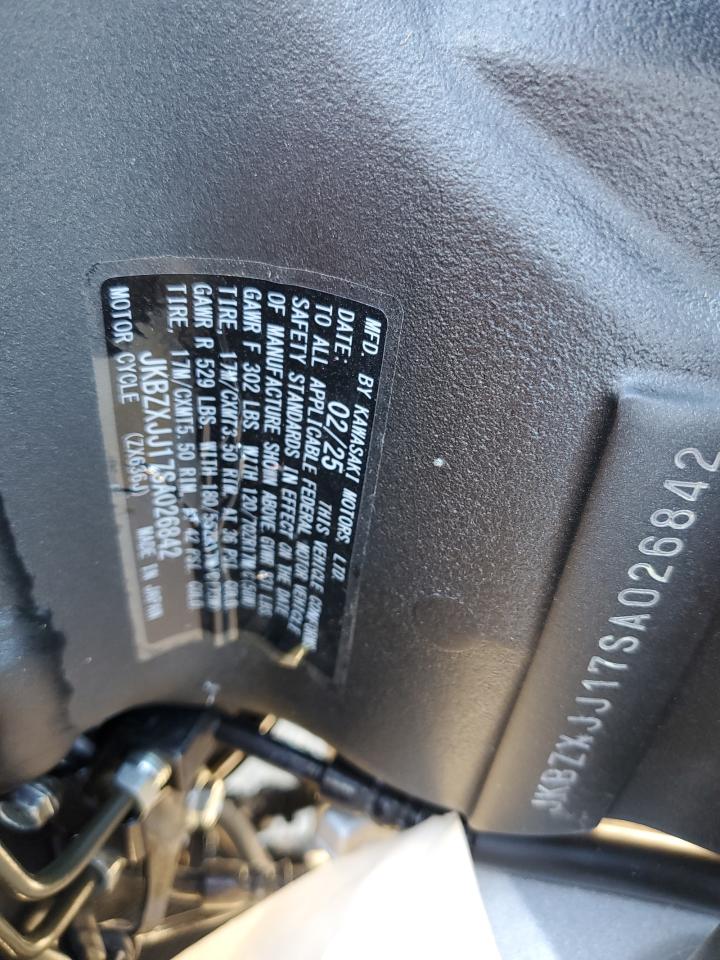 MFD. BY KAWASAKI MOTORS, LTD.
DATE: 02/25 THIS VEHICLE CONFORMS
TO ALL APPLICABLE FEDERAL MOTOR VEHICLE
SAFETY STANDARDS IN EFFECT ON THE DATE
OF MANUFACTURE SHOWN ABOVE.
GAWR F 302 LBS. WITH 120/70ZR17M/C
TIRE, 17M/CXMT3.50 RIM, AT 36 PSI COLD
GAWR R 529 LBS. WITH 180/
TIRE, 17M/CXMT5.50 RIM, AT 42 PSI COLD
JKBZXJJ17SA026842
MOTOR CYCLE (ZX636J) MADE IN JAPAN
JKBZXJJ17SA026842